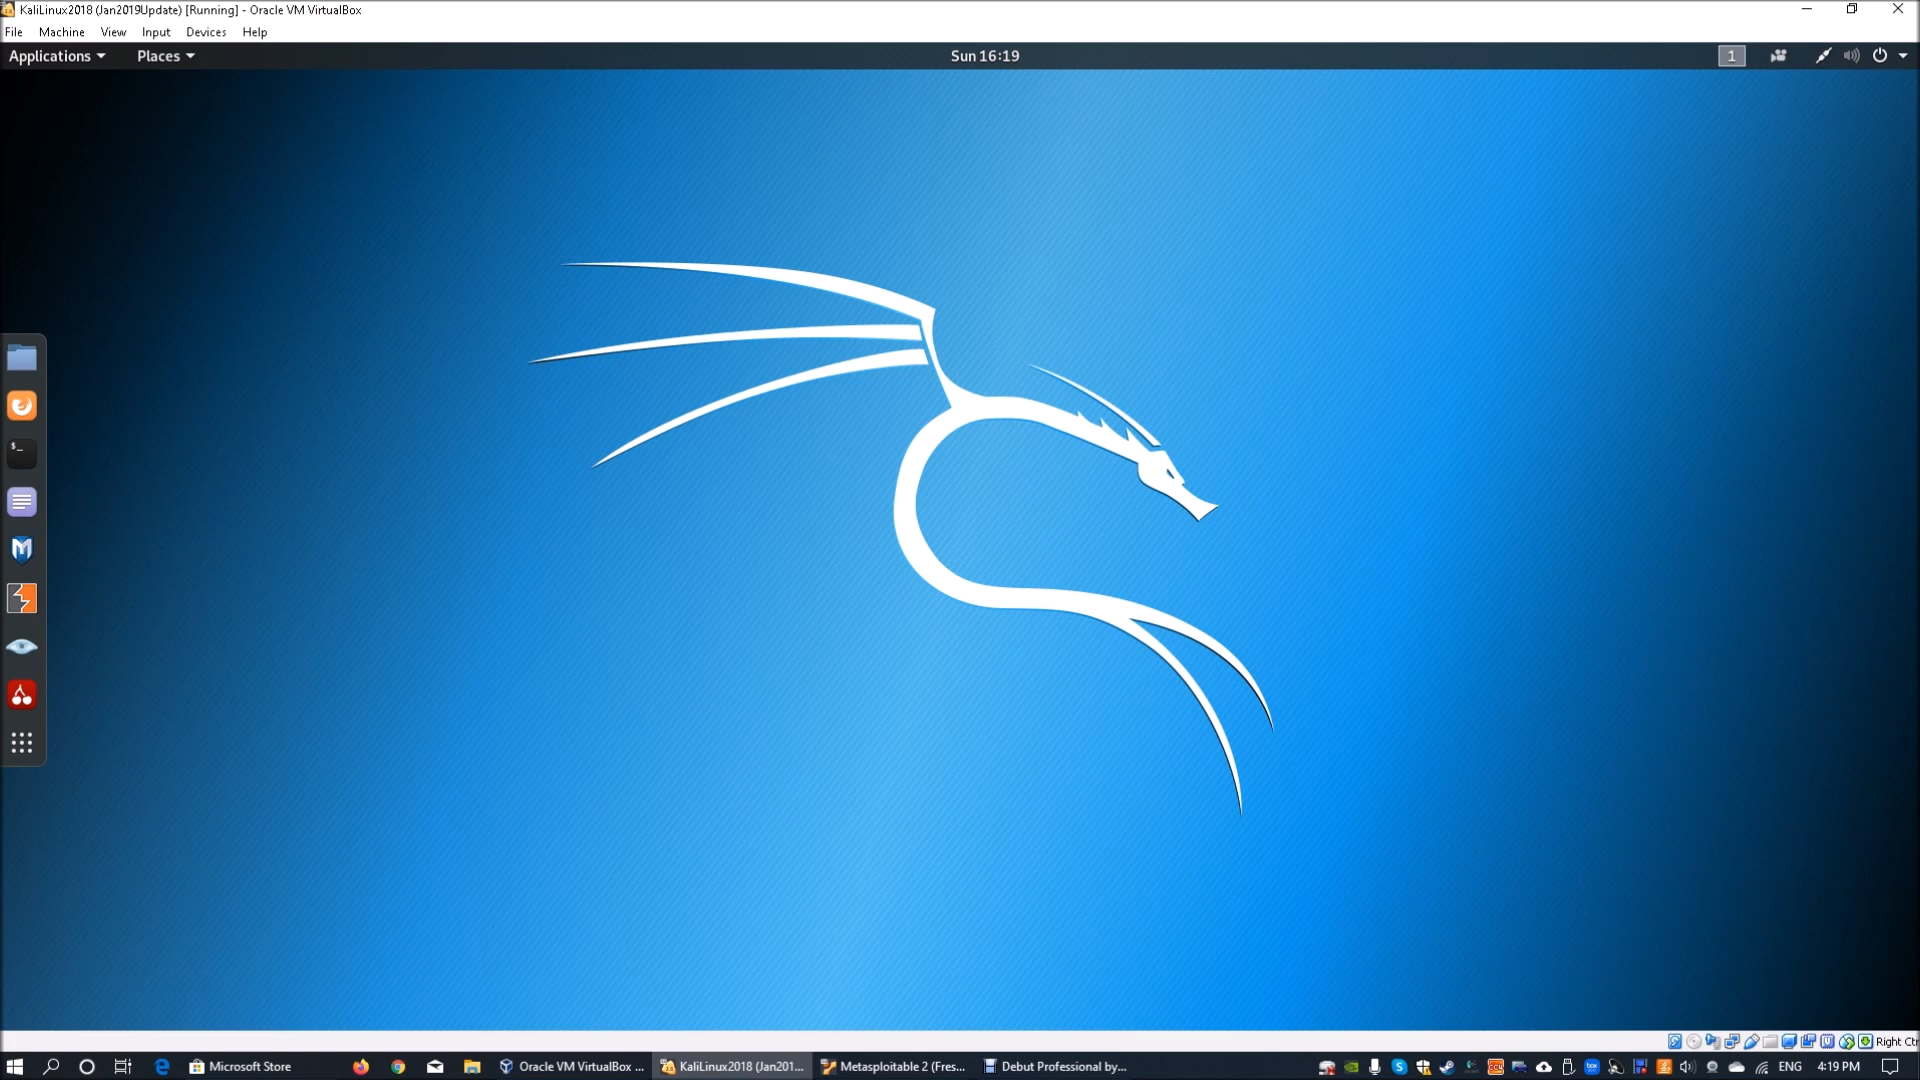 KaliLinux2018 (Jan2019Update) [Running] - Oracle VM VirtualBox
File Machine View Input Devices Help
Applications Places Sun 16:19 1
$_
Right Ctr
Microsoft Store Oracle VM VirtualBox ... KaliLinux2018 (Jan201... Metasploitable 2 (Fres... Debut Professional by... ENG 4:19 PM